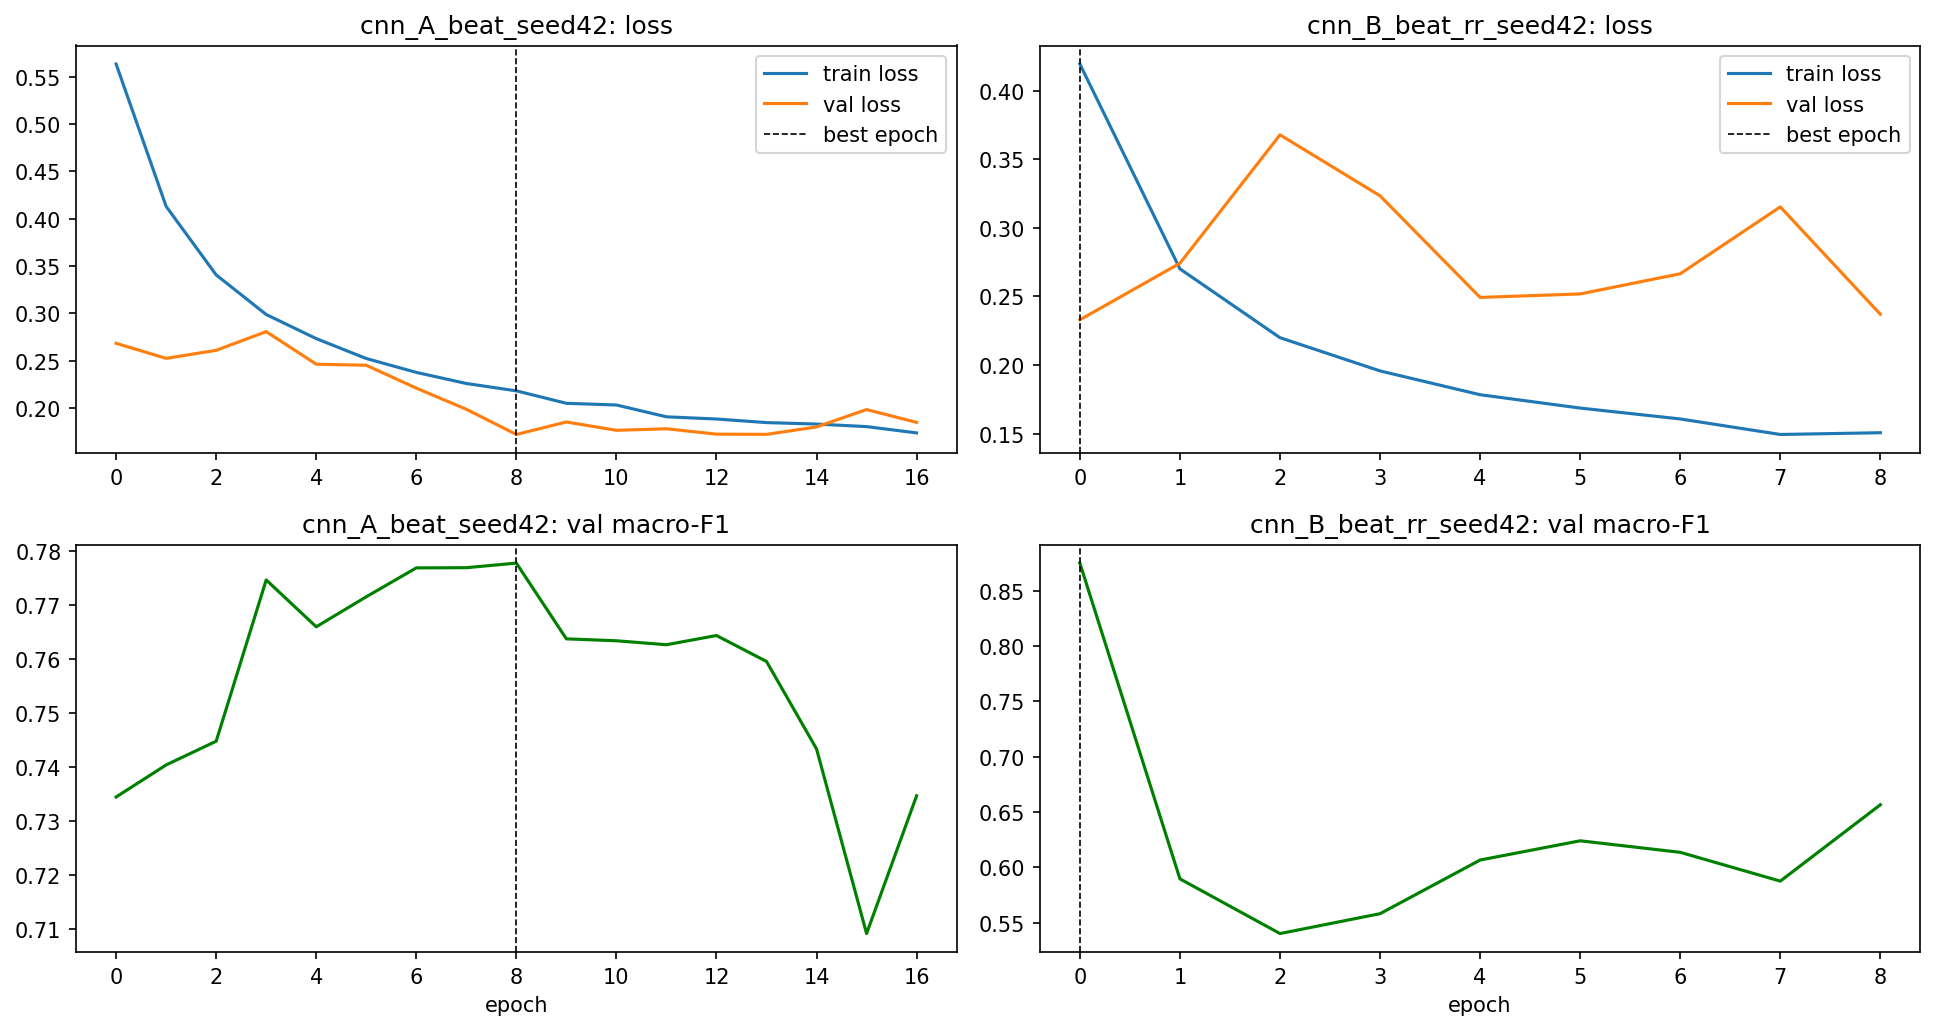 cnn_A_beat_seed42: loss
train loss
val loss
best epoch
0.55
0.50
0.45
0.40
0.35
0.30
0.25
0.20
0 2 4 6 8 10 12 14 16
cnn_B_beat_rr_seed42: loss
train loss
val loss
best epoch
0.40
0.35
0.30
0.25
0.20
0.15
0 1 2 3 4 5 6 7 8
cnn_A_beat_seed42: val macro-F1
0.78
0.77
0.76
0.75
0.74
0.73
0.72
0.71
0 2 4 6 8 10 12 14 16
epoch
cnn_B_beat_rr_seed42: val macro-F1
0.85
0.80
0.75
0.70
0.65
0.60
0.55
0 1 2 3 4 5 6 7 8
epoch